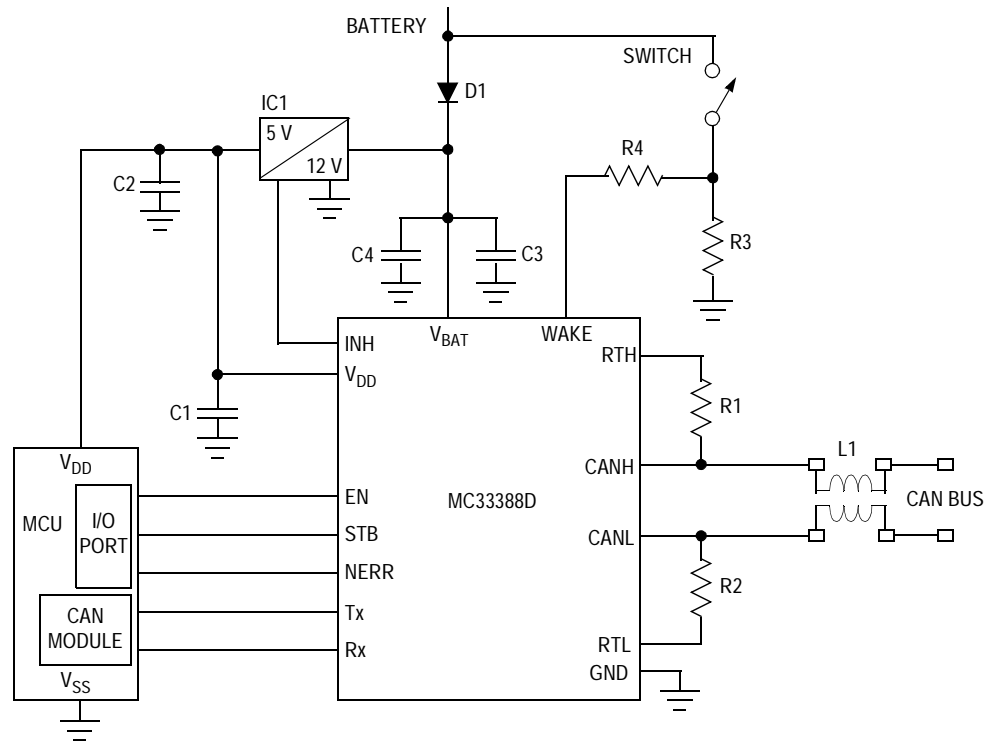 BATTERY
SWITCH
D1
IC1
5 V
12 V
R4
C2
R3
C4
C3
INH
VBAT
WAKE
RTH
VDD
C1
R1
L1
VDD
CANH
CAN BUS
MCU
I/O
PORT
EN
MC33388D
STB
CANL
NERR
R2
CAN
MODULE
Tx
Rx
RTL
GND
VSS